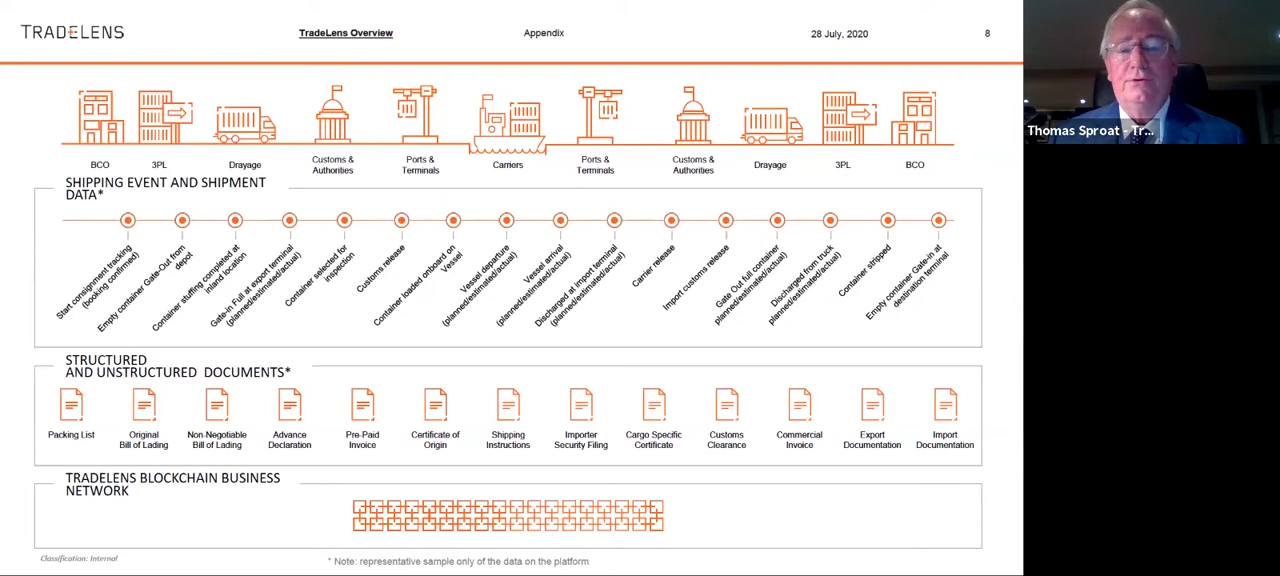 TRADELENS
TradeLens Overview
Appendix
28 July, 2020
8
BCO
3PL
Drayage
Customs &
Authorities
Ports &
Terminals
Carriers
Ports &
Terminals
Customs &
Authorities
Drayage
3PL
BCO
Thomas Sproat - Tr...
SHIPPING EVENT AND SHIPMENT
DATA*
Start consignment tracking
(booking confirmed)
Empty container Gate-Out from
depot
Container stuffing completed at
inland location
Gate-in Full at export terminal
(planned/estimated/actual)
Container selected for
inspection
Customs release
Container loaded onboard on
Vessel
Vessel departure
(planned/estimated/actual)
Vessel arrival
(planned/estimated/actual)
Discharged at import terminal
(planned/estimated/actual)
Carrier release
Import customs release
Gate Out full container
planned/estimated/actual)
Discharged from truck
planned/estimated/actual)
Container stripped
Empty container Gate-in at
destination terminal
STRUCTURED
AND UNSTRUCTURED DOCUMENTS*
Packing List
Original
Bill of Lading
Non-Negotiable
Bill of Lading
Advance
Declaration
Pre-Paid
Invoice
Certificate of
Origin
Shipping
Instructions
Importer
Security Filing
Cargo Specific
Certificate
Customs
Clearance
Commercial
Invoice
Export
Documentation
Import
Documentation
TRADELENS BLOCKCHAIN BUSINESS
NETWORK
Classification: Internal
* Note: representative sample only of the data on the platform